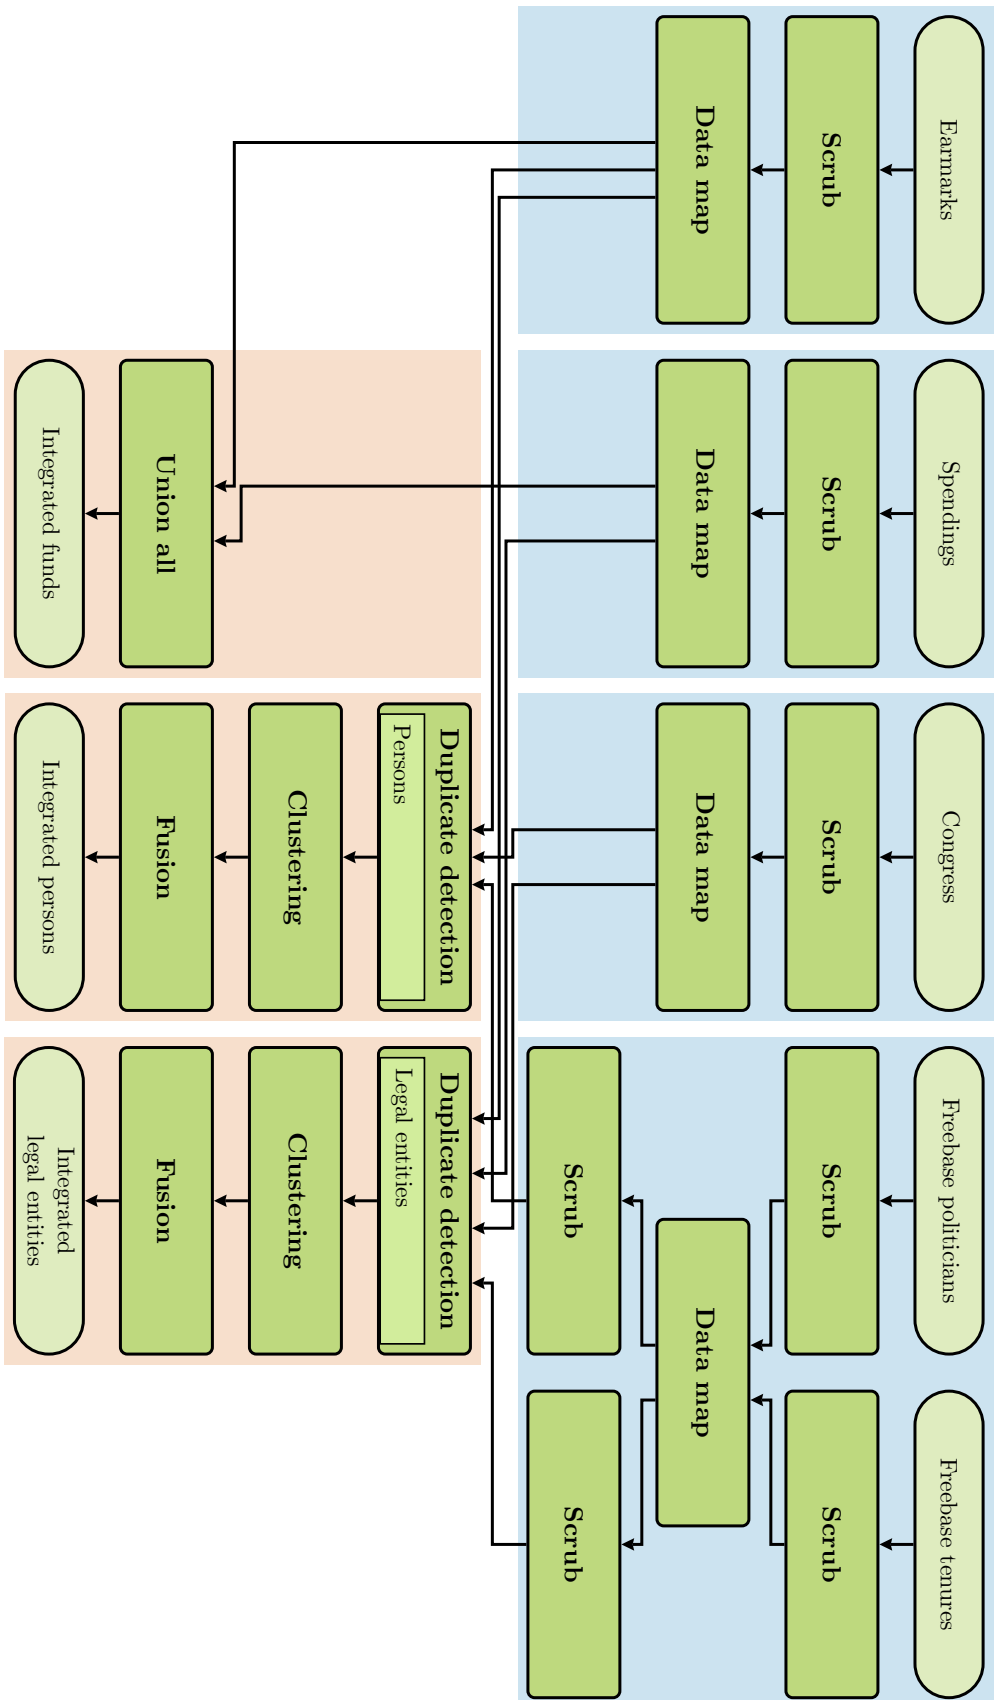 Earmarks
Spendings
Congress
Freebase politicians
Freebase tenures
Scrub
Scrub
Scrub
Scrub
Scrub
Data map
Data map
Data map
Data map
Scrub
Scrub
Duplicate detection
Persons
Duplicate detection
Legal entities
Clustering
Clustering
Union all
Fusion
Fusion
Integrated funds
Integrated persons
Integrated
legal entities